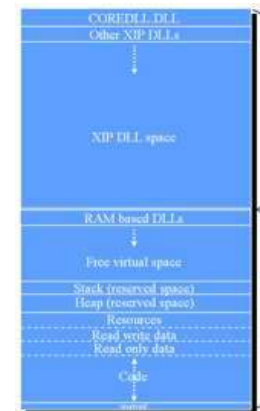 COREDLL.DLL
Other XIP DLLs
XIP DLL space
RAM based DLLs
Free virtual space
Stack (reserved space)
Heap (reserved space)
Resources
Read write data
Read only data
Code
reserved